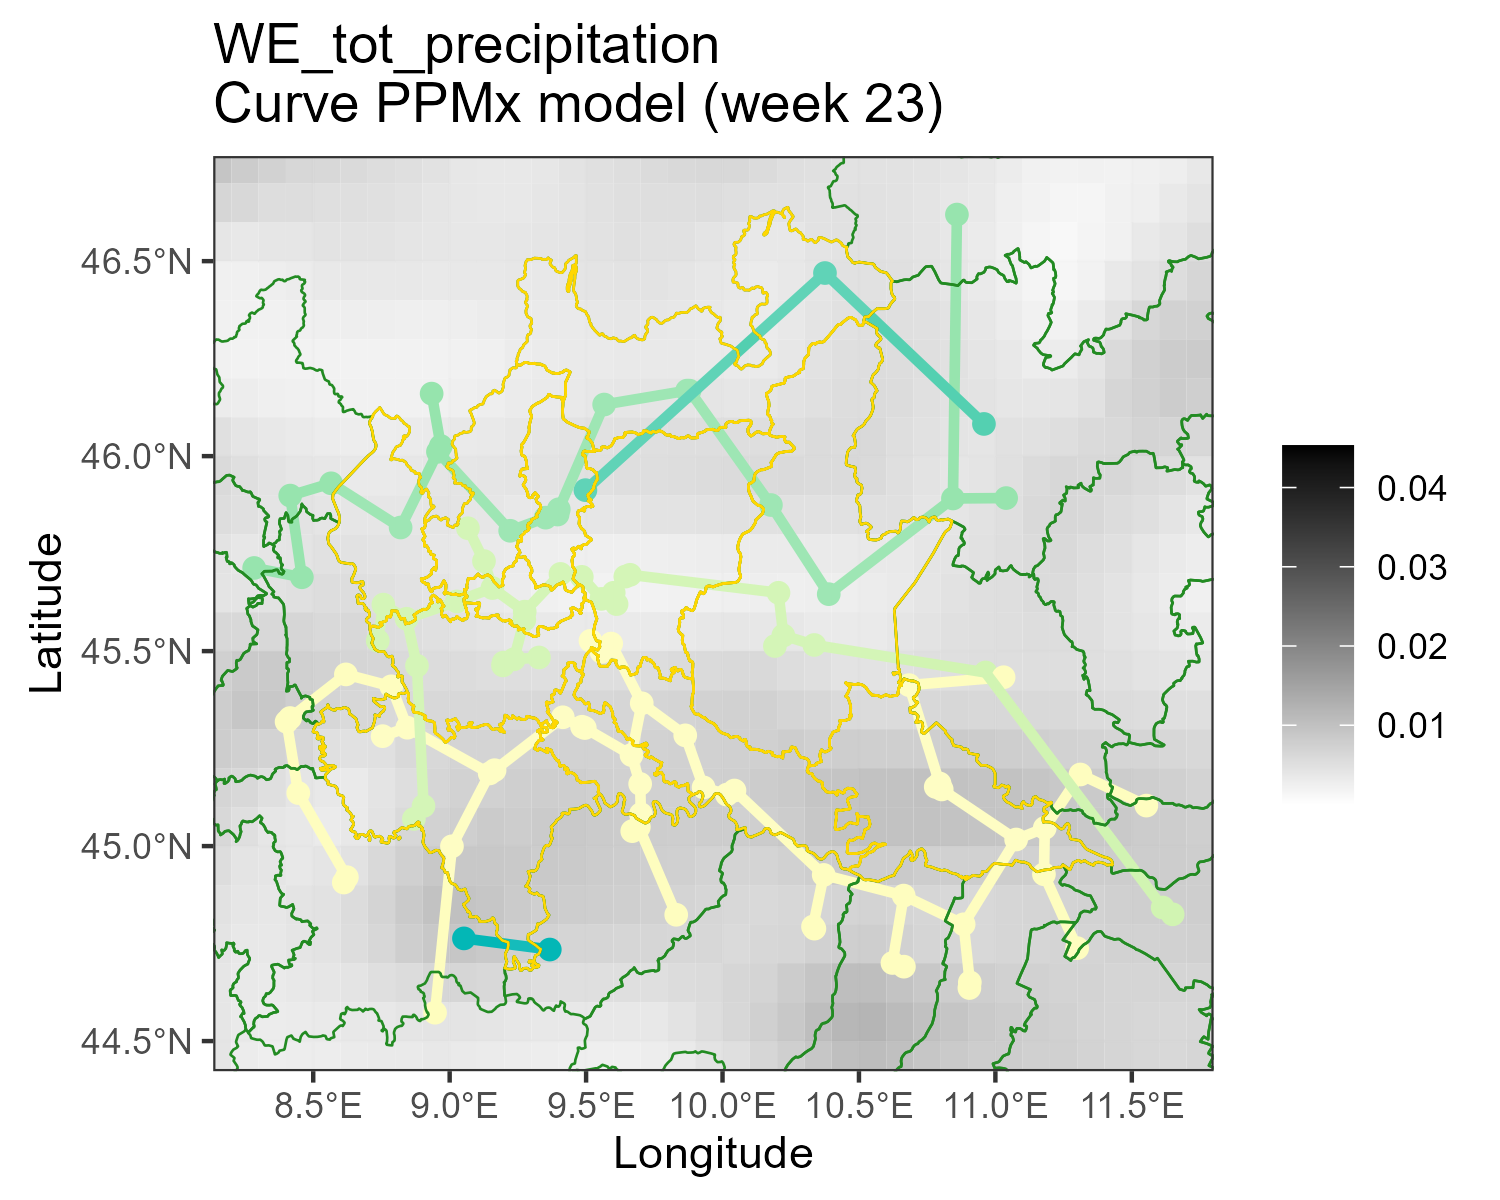 WE_tot_precipitation
Curve PPMx model (week 23)
46.5°N
46.0°N
45.5°N
45.0°N
44.5°N
Latitude
8.5°E 9.0°E 9.5°E 10.0°E 10.5°E 11.0°E 11.5°E
Longitude
0.04
0.03
0.02
0.01